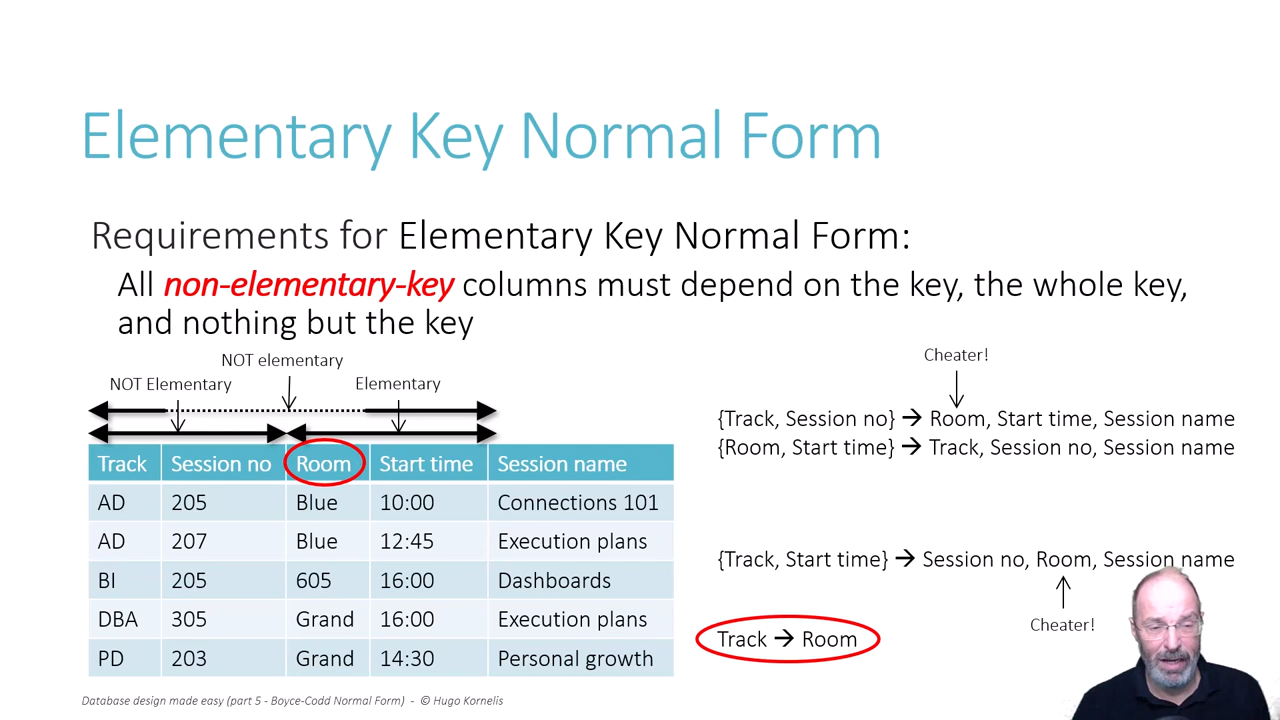 Elementary Key Normal Form
Requirements for Elementary Key Normal Form:
All non-elementary-key columns must depend on the key, the whole key,
and nothing but the key
NOT elementary
NOT Elementary
Elementary
Track Session no Room Start time Session name
AD 205 Blue 10:00 Connections 101
AD 207 Blue 12:45 Execution plans
BI 205 605 16:00 Dashboards
DBA 305 Grand 16:00 Execution plans
PD 203 Grand 14:30 Personal growth
Cheater!
{Track, Session no} → Room, Start time, Session name
{Room, Start time} → Track, Session no, Session name
{Track, Start time} → Session no, Room, Session name
Cheater!
Track → Room
Database design made easy (part 5 - Boyce-Codd Normal Form) - © Hugo Kornelis